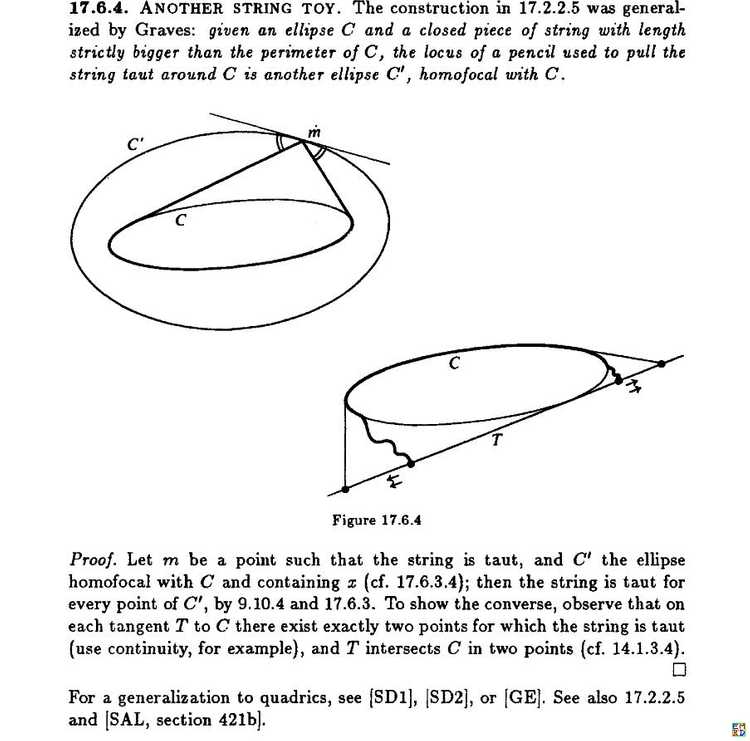 17.6.4. ANOTHER STRING TOY. The construction in 17.2.2.5 was general-
ized by Graves: given an ellipse C and a closed piece of string with length
strictly bigger than the perimeter of C, the locus of a pencil used to pull the
string taut around C is another ellipse C', homofocal with C.
m
C'
C
C
T
Figure 17.6.4
Proof. Let m be a point such that the string is taut, and C' the ellipse
homofocal with C and containing x (cf. 17.6.3.4); then the string is taut for
every point of C', by 9.10.4 and 17.6.3. To show the converse, observe that on
each tangent T to C there exist exactly two points for which the string is taut
(use continuity, for example), and T intersects C in two points (cf. 14.1.3.4).
For a generalization to quadrics, see [SD1], [SD2], or [GE]. See also 17.2.2.5
and [SAL, section 421b].